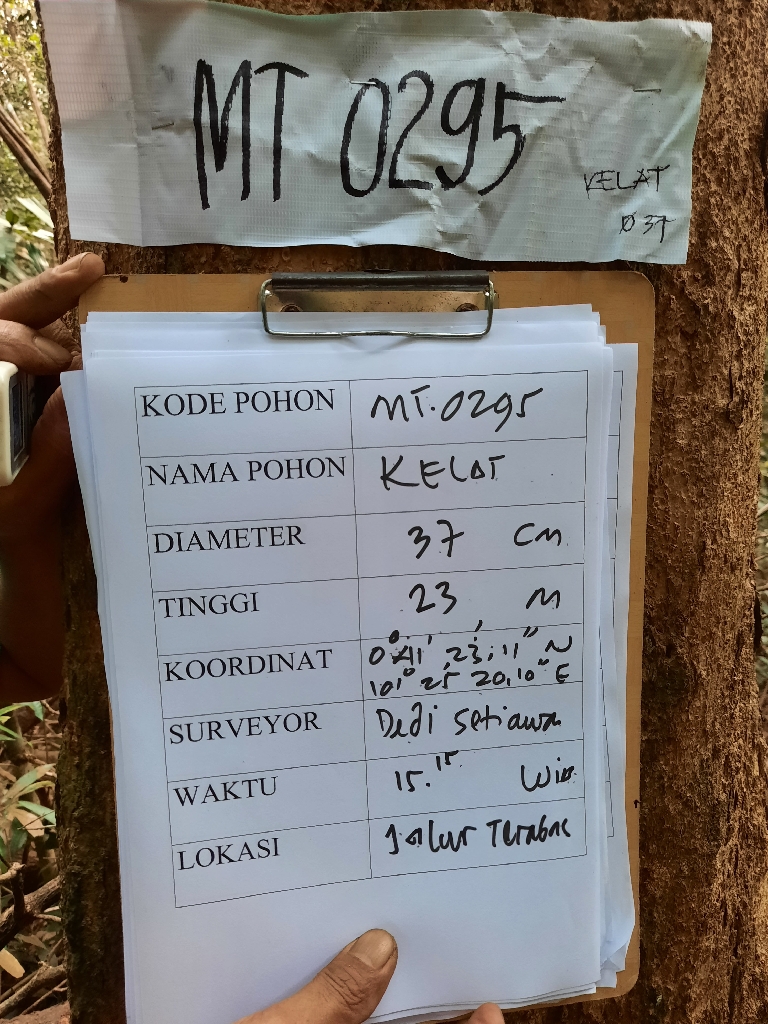 MT 0295
KELAT
Ø 37
KODE POHON MT.0295
NAMA POHON KELAT
DIAMETER 37 CM
TINGGI 23 M
KOORDINAT 0° 41' 23,11" N
101° 25' 20,10" E
SURVEYOR Dedi Setiawan
WAKTU 15.15 Wib
LOKASI Jalur Terabas